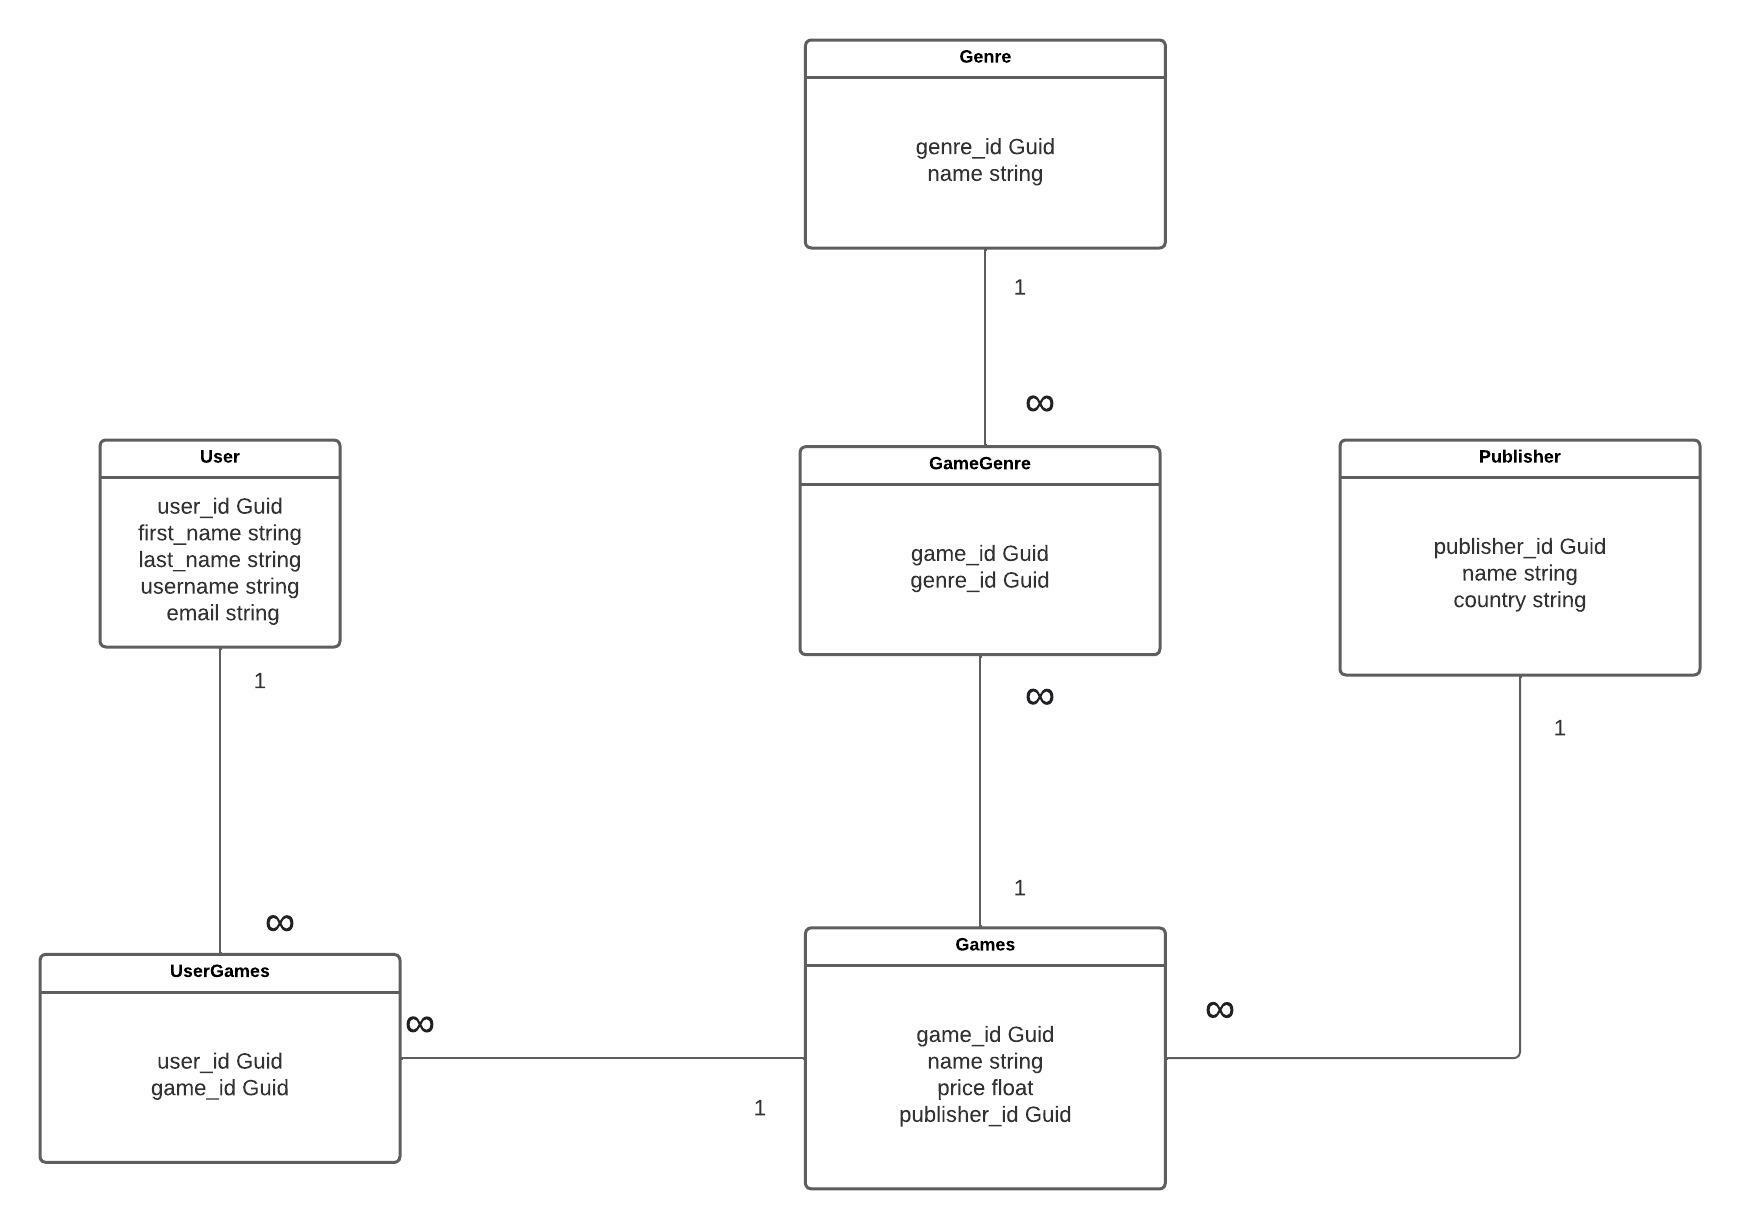 Genre
genre_id Guid
name string
1
∞
User
user_id Guid
first_name string
last_name string
username string
email string
1
∞
GameGenre
game_id Guid
genre_id Guid
∞
1
Publisher
publisher_id Guid
name string
country string
1
∞
UserGames
user_id Guid
game_id Guid
∞
1
Games
game_id Guid
name string
price float
publisher_id Guid